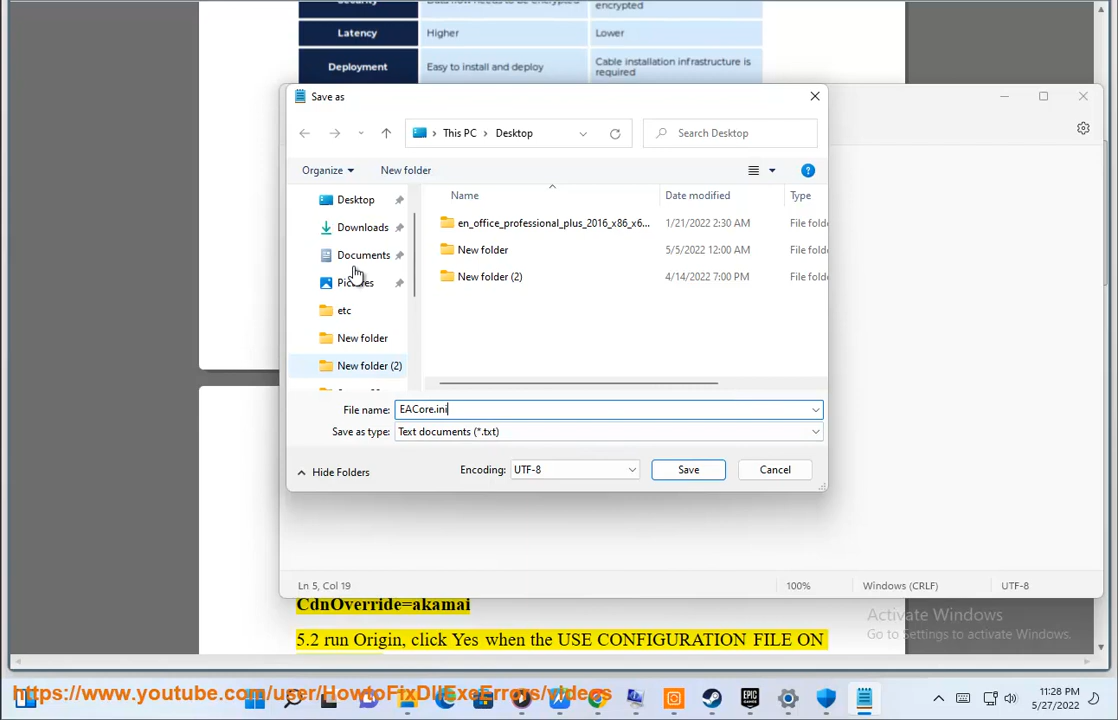 Security Data flow needs to be encrypted encrypted
Latency Higher Lower
Deployment Easy to install and deploy Cable installation infrastructure is
required
Save as
This PC > Desktop
Search Desktop
Organize New folder
Name Date modified Type
Desktop
Downloads
Documents
Pictures
etc
New folder
New folder (2)
en_office_professional_plus_2016_x86_x6... 1/21/2022 2:30 AM File fold
New folder 5/5/2022 12:00 AM File fold
New folder (2) 4/14/2022 7:00 PM File fold
File name: EACore.ini
Save as type: Text documents (*.txt)
Hide Folders Encoding: UTF-8 Save Cancel
Ln 5, Col 19 100% Windows (CRLF) UTF-8
CdnOverride=akamai
Activate Windows
Go to Settings to activate Windows.
5.2 run Origin, click Yes when the USE CONFIGURATION FILE ON
https://www.youtube.com/user/HowtoFixDllExeErrors/videos
EPIC
GAMES
11:28 PM
5/27/2022